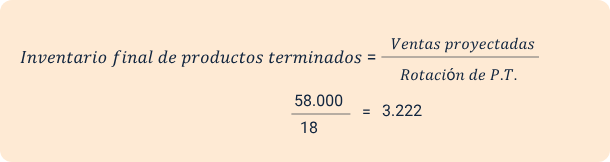 Inventario final de productos terminados = Ventas proyectadas
Rotación de P.T.
58.000
18
= 3.222